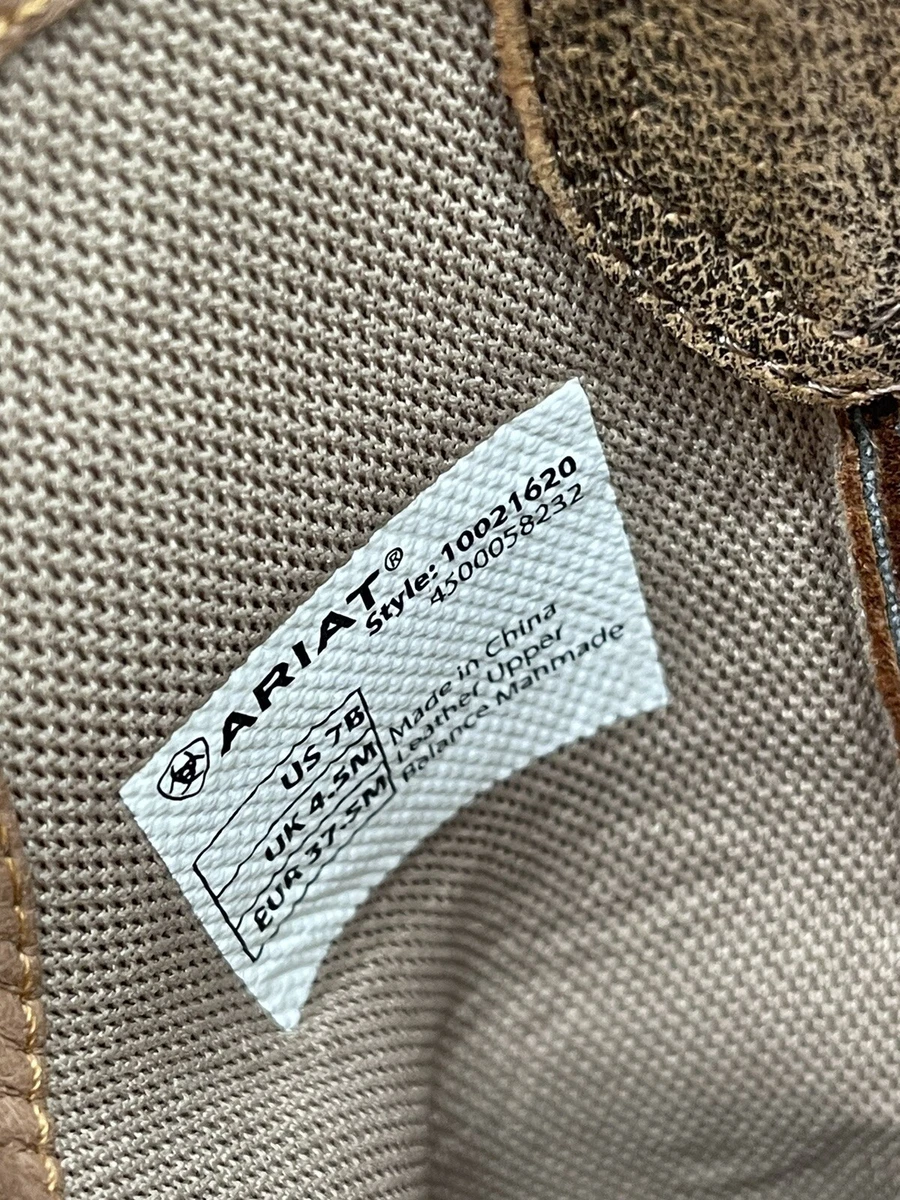 ARIAT®
Style: 10021620
4500058232
US 7B
UK 4.5M
EUR 37.5M
Made in China
Leather Upper
Balance Manmade